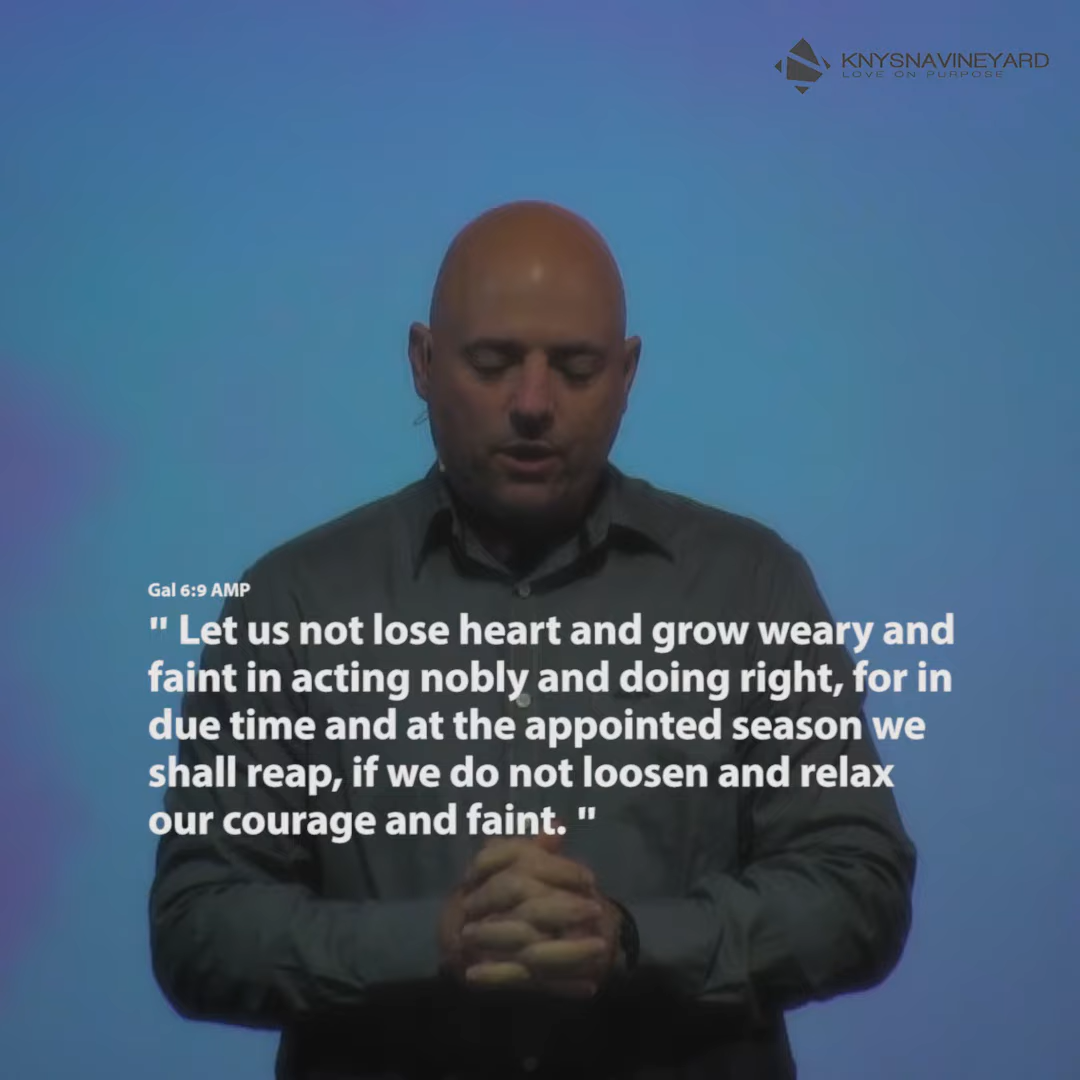 KNYSNAVINEYARD
LOVE ON PURPOSE
Gal 6:9 AMP
" Let us not lose heart and grow weary and
faint in acting nobly and doing right, for in
due time and at the appointed season we
shall reap, if we do not loosen and relax
our courage and faint. "